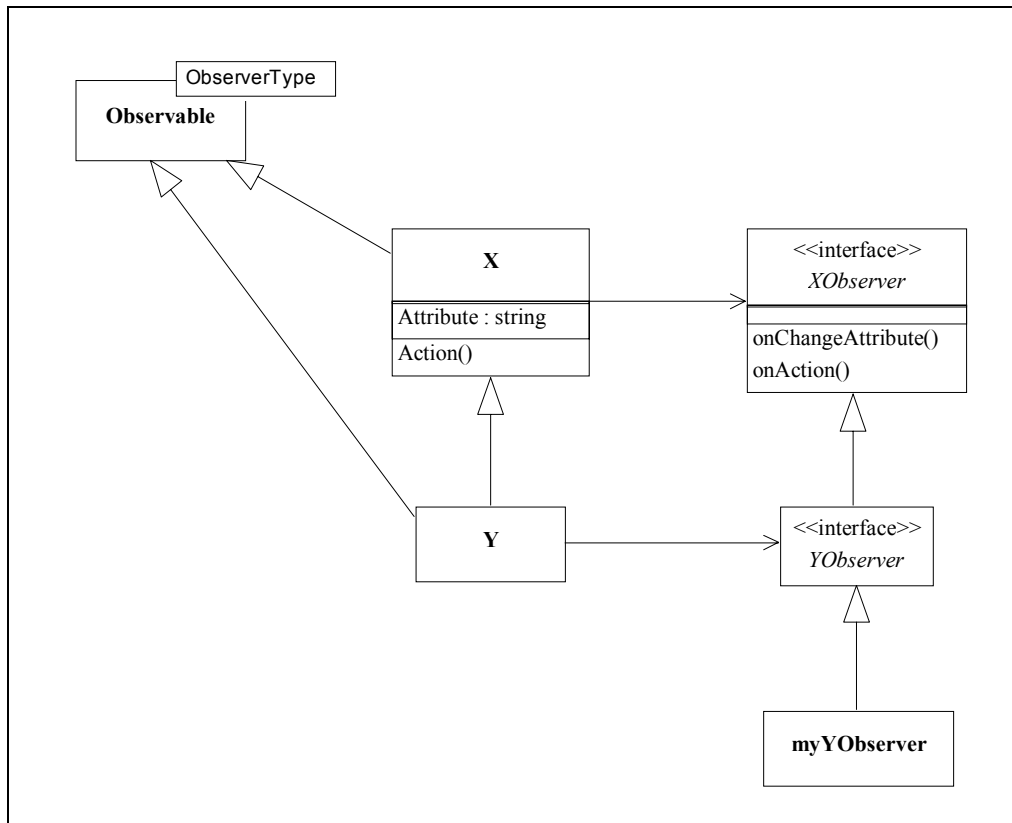 ObserverType
Observable
X
Attribute : string
Action()
<<interface>>
XObserver
onChangeAttribute()
onAction()
Y
<<interface>>
YObserver
myYObserver